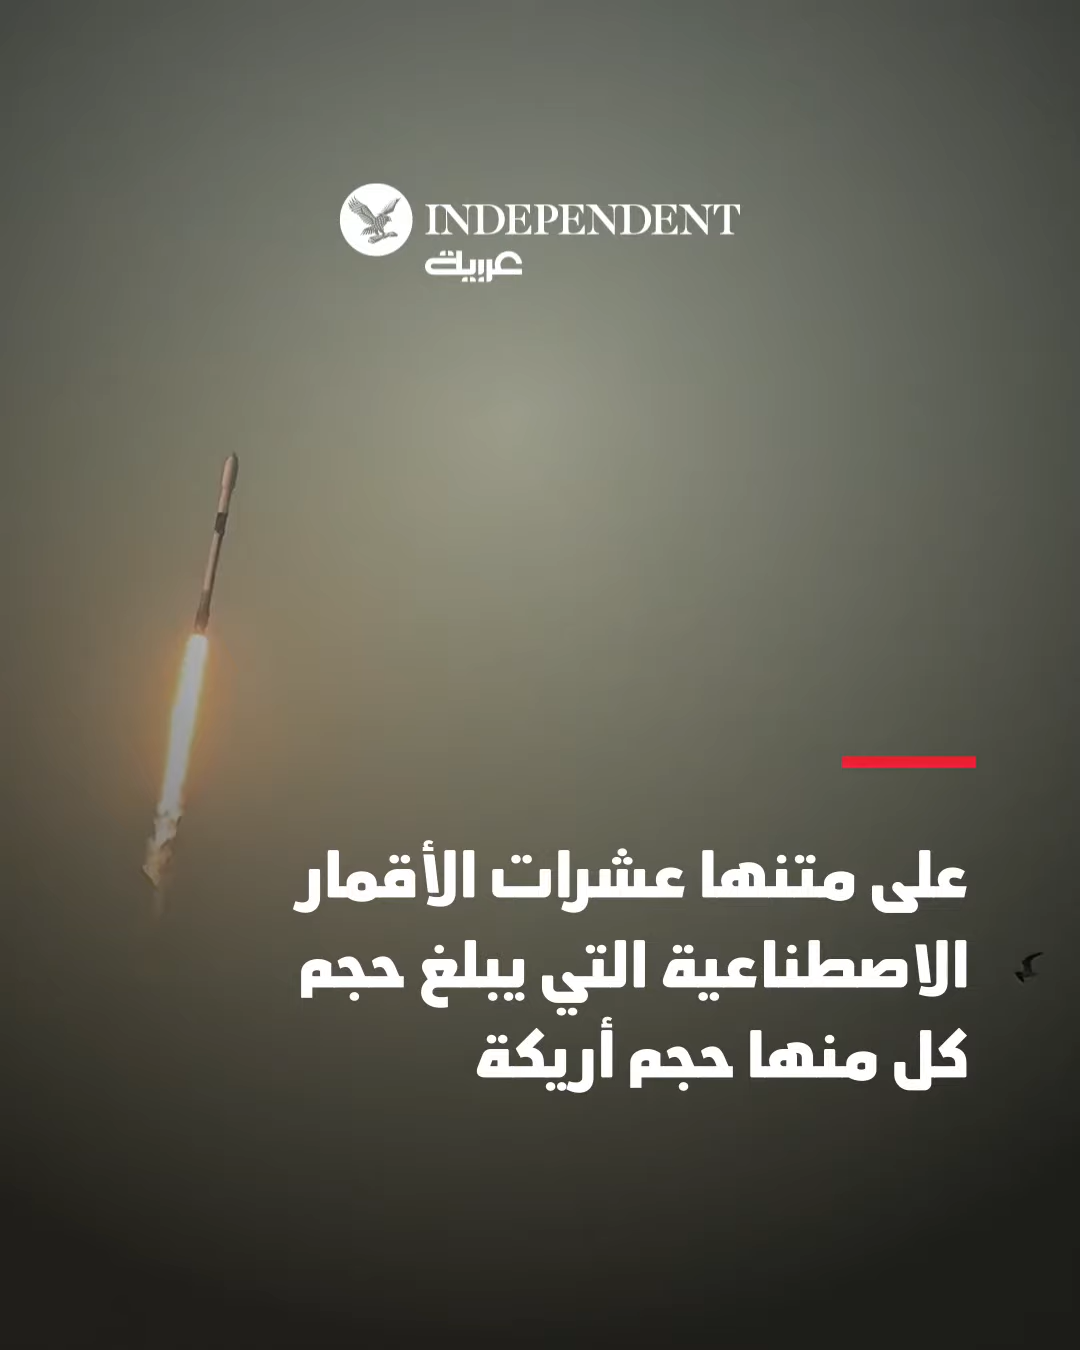 INDEPENDENT
عربية
على متنها عشرات الأقمار
الاصطناعية التي يبلغ حجم
كل منها حجم أريكة